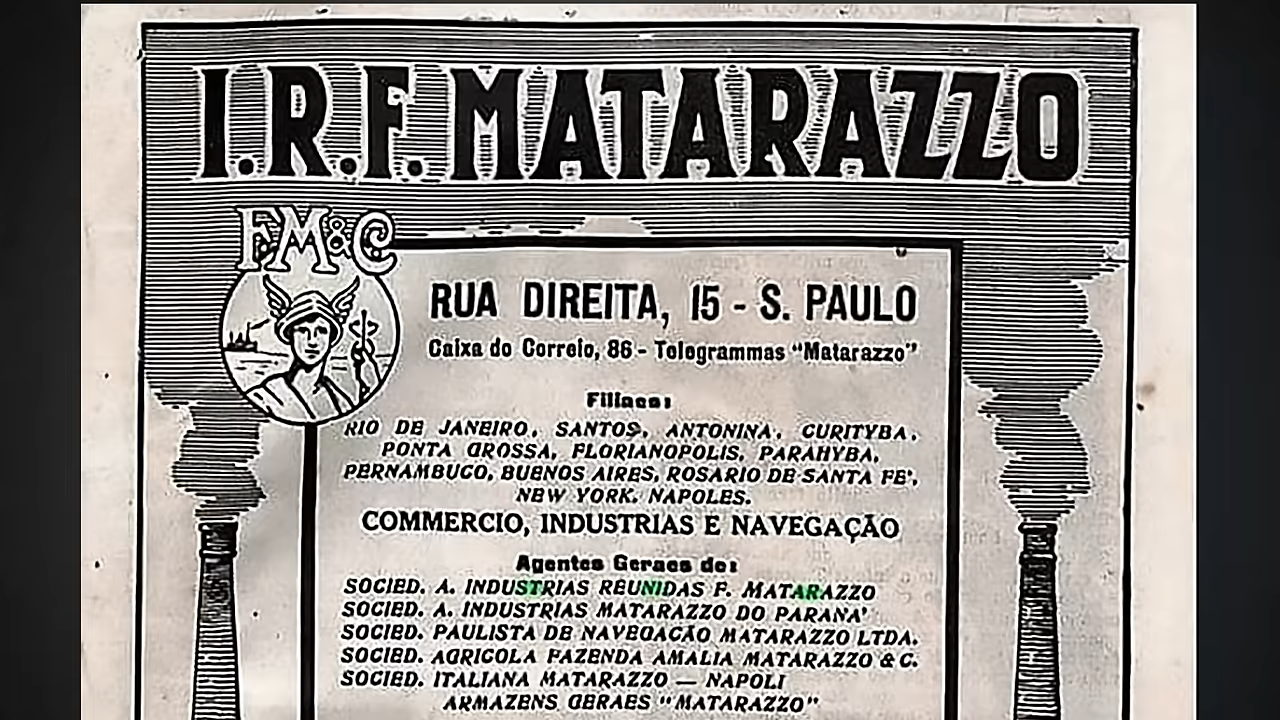 I.R.F. MATARAZZO
F.M.&C.
RUA DIREITA, 15 - S. PAULO
Caixa do Correio, 86 - Telegrammas "Matarazzo"
Filiaes:
RIO DE JANEIRO, SANTOS, ANTONINA, CURITYBA,
PONTA GROSSA, FLORIANOPOLIS, PARAHYBA,
PERNAMBUCO, BUENOS AIRES, ROSARIO DE SANTA FE',
NEW YORK, NAPOLES.
COMMERCIO, INDUSTRIAS E NAVEGAÇÃO
Agentes Geraes de:
SOCIED. A. INDUSTRIAS REUNIDAS F. MATARAZZO
SOCIED. A. INDUSTRIAS MATARAZZO DO PARANA'
SOCIED. PAULISTA DE NAVEGAÇÃO MATARAZZO LTDA.
SOCIED. AGRICOLA FAZENDA AMALIA MATARAZZO & C.
SOCIED. ITALIANA MATARAZZO — NAPOLI
ARMAZENS GERAES "MATARAZZO"